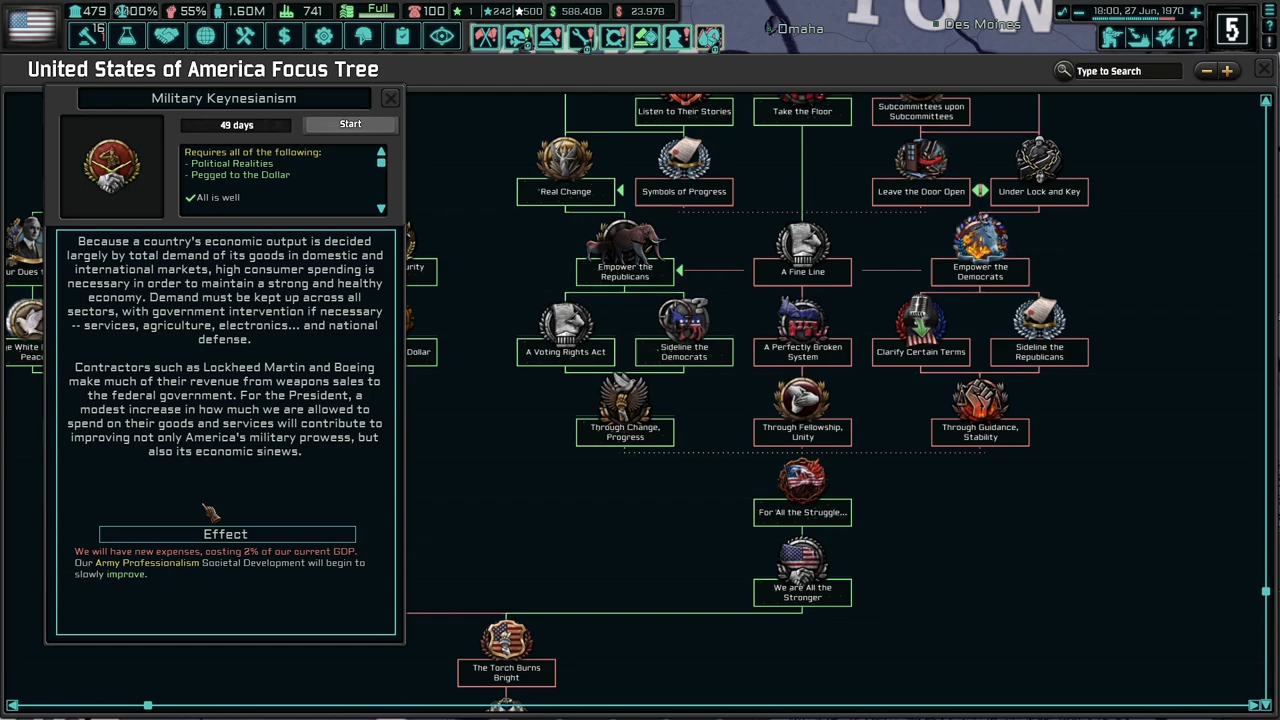 479 100% 55% 1.60M 741 Full 100 1 242 500 568.40B 23.97B
18:00, 27 Jun, 1970
16
5
Omaha
Des Moines
United States of America Focus Tree
Type to Search
Military Keynesianism
49 days
Start
Requires all of the following:
- Political Realities
- Pegged to the Dollar
All is well
Because a country's economic output is decided
largely by total demand of its goods in domestic and
international markets, high consumer spending is
necessary in order to maintain a strong and healthy
economy. Demand must be kept up across all
sectors, with government intervention if necessary
-- services, agriculture, electronics... and national
defense.
Contractors such as Lockheed Martin and Boeing
make much of their revenue from weapons sales to
the federal government. For the President, a
modest increase in how much we are allowed to
spend on their goods and services will contribute to
improving not only America's military prowess, but
also its economic sinews.
Effect
We will have new expenses, costing 2% of our current GDP.
Our Army Professionalism Societal Development will begin to
slowly improve.
Listen to Their Stories
Take the Floor
Subcommittees upon
Subcommittees
'Real Change'
Symbols of Progress
Leave the Door Open
Under Lock and Key
Empower the
Republicans
A Fine Line
Empower the
Democrats
A Voting Rights Act
Sideline the
Democrats
A Perfectly Broken
System
Clarify Certain Terms
Sideline the
Republicans
Through Change,
Progress
Through Fellowship,
Unity
Through Guidance,
Stability
For All the Struggle...
We are All the
Stronger
The Torch Burns
Bright
Dollar